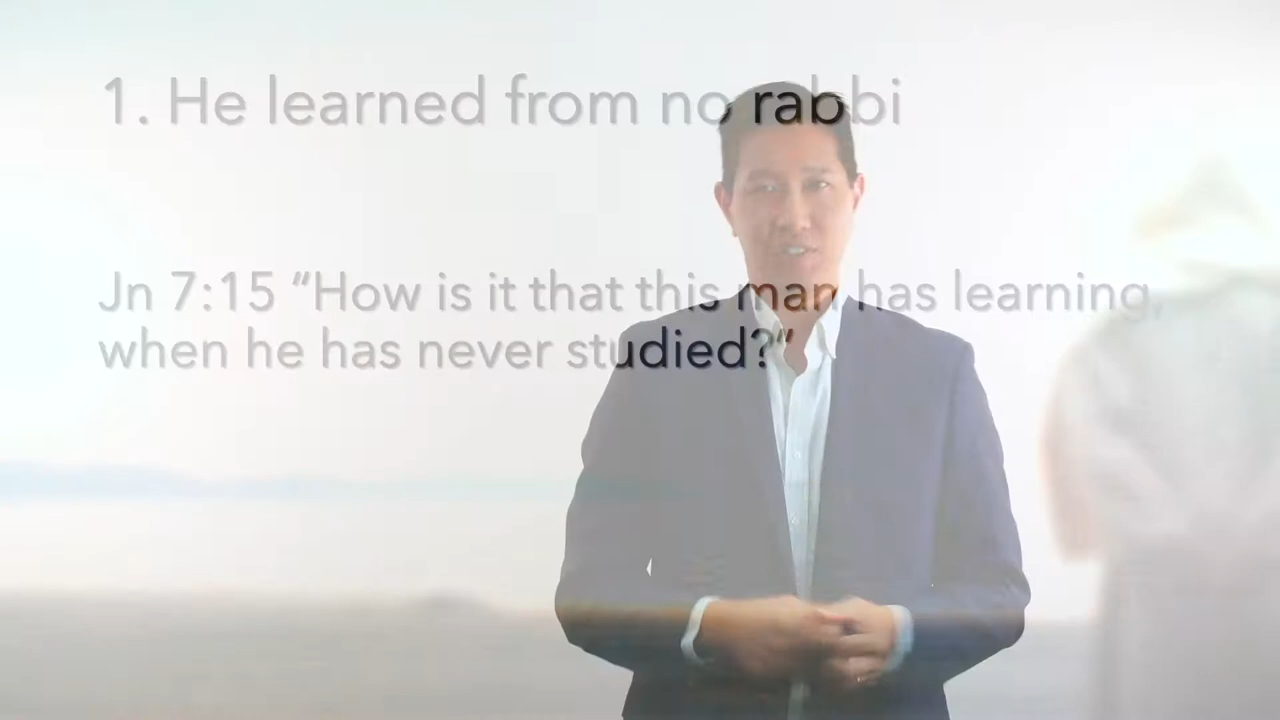 1. He learned from no rabbi
Jn 7:15 “How is it that this man has learning,
when he has never studied?”